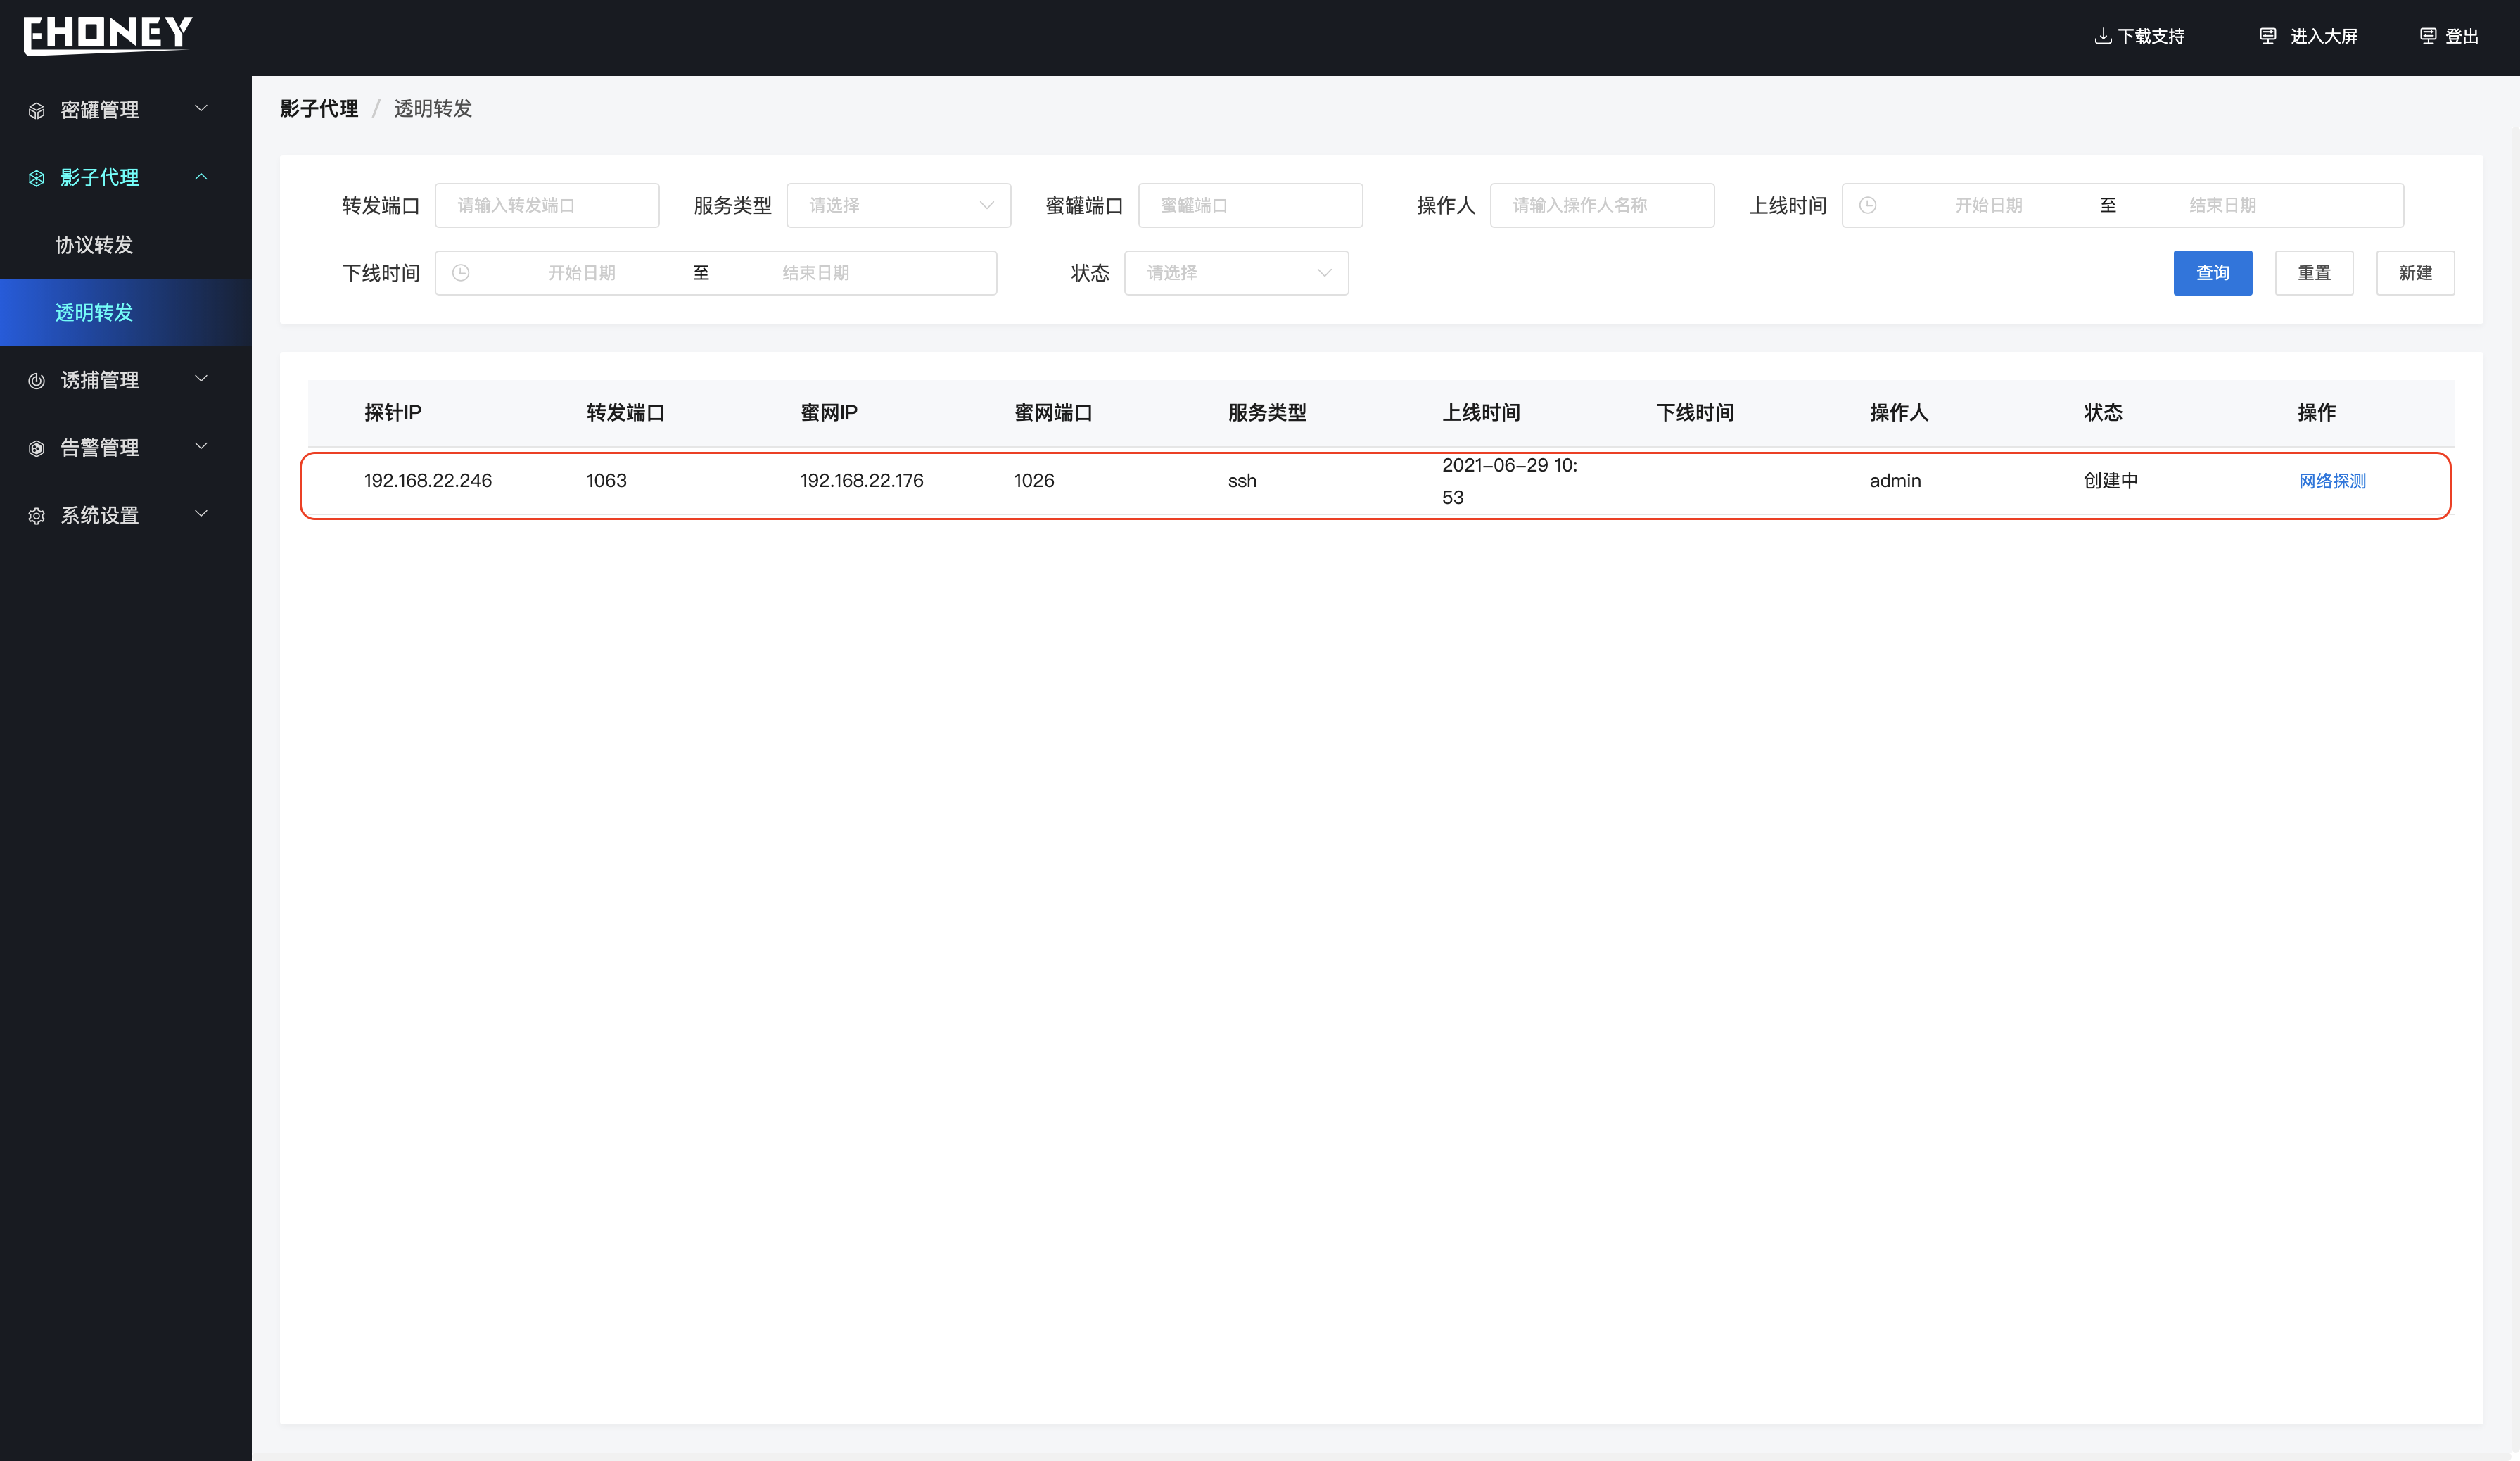 EHONEY
下载支持 进入大屏 登出
密罐管理
影子代理
协议转发
透明转发
诱捕管理
告警管理
系统设置
影子代理 / 透明转发
转发端口 请输入转发端口 服务类型 请选择 蜜罐端口 蜜罐端口 操作人 请输入操作人名称 上线时间 开始日期 至 结束日期
下线时间 开始日期 至 结束日期 状态 请选择 查询 重置 新建
探针IP 转发端口 蜜网IP 蜜网端口 服务类型 上线时间 下线时间 操作人 状态 操作
192.168.22.246 1063 192.168.22.176 1026 ssh 2021-06-29 10:
53 admin 创建中 网络探测